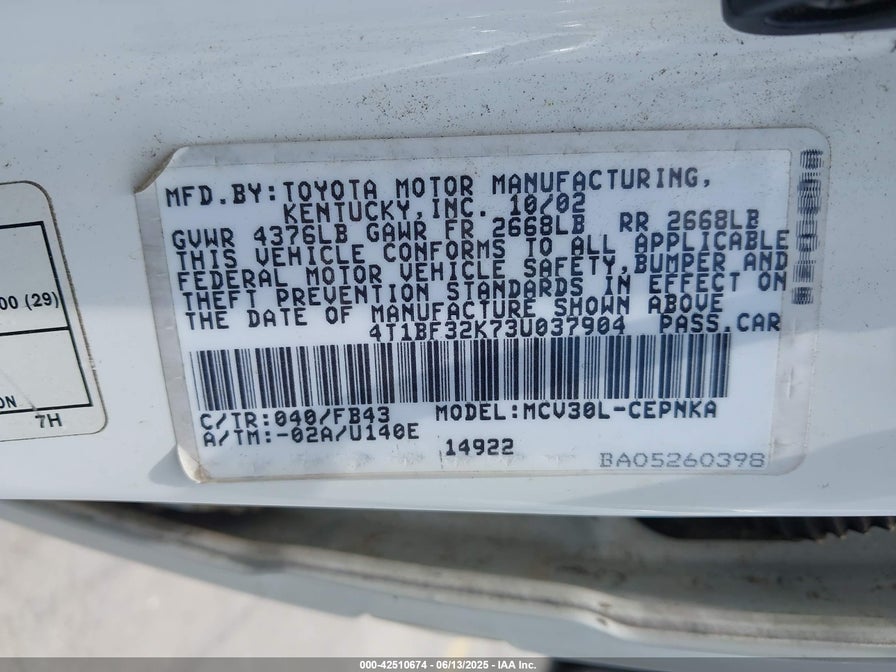 MFD.BY:TOYOTA MOTOR MANUFACTURING,
KENTUCKY,INC. 10/02
GVWR 4376LB GAWR FR 2668LB RR 2668LB
THIS VEHICLE CONFORMS TO ALL APPLICABLE
FEDERAL MOTOR VEHICLE SAFETY,BUMPER AND
THEFT PREVENTION STANDARDS IN EFFECT ON
THE DATE OF MANUFACTURE SHOWN ABOVE
4T1BF32K73U037904 PASS.CAR
C/TR:040/FB43 MODEL:MCV30L-CEPNKA
A/TM:-02A/U140E
14922
BA05260398
00 (29)
ON
7H
000-42510674 | 06/13/2025 - IAA Inc.